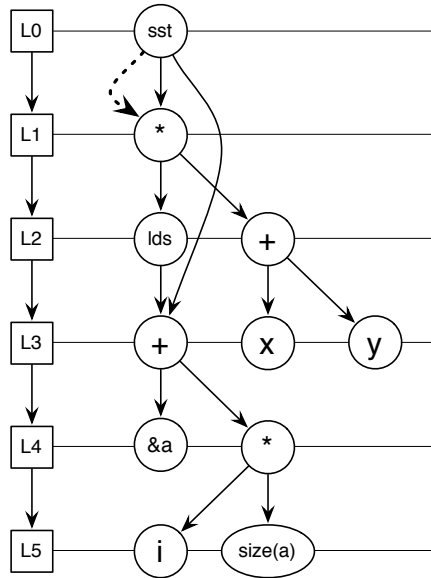 L0 sst
L1 *
L2 lds +
L3 + x y
L4 &a *
L5 i size(a)